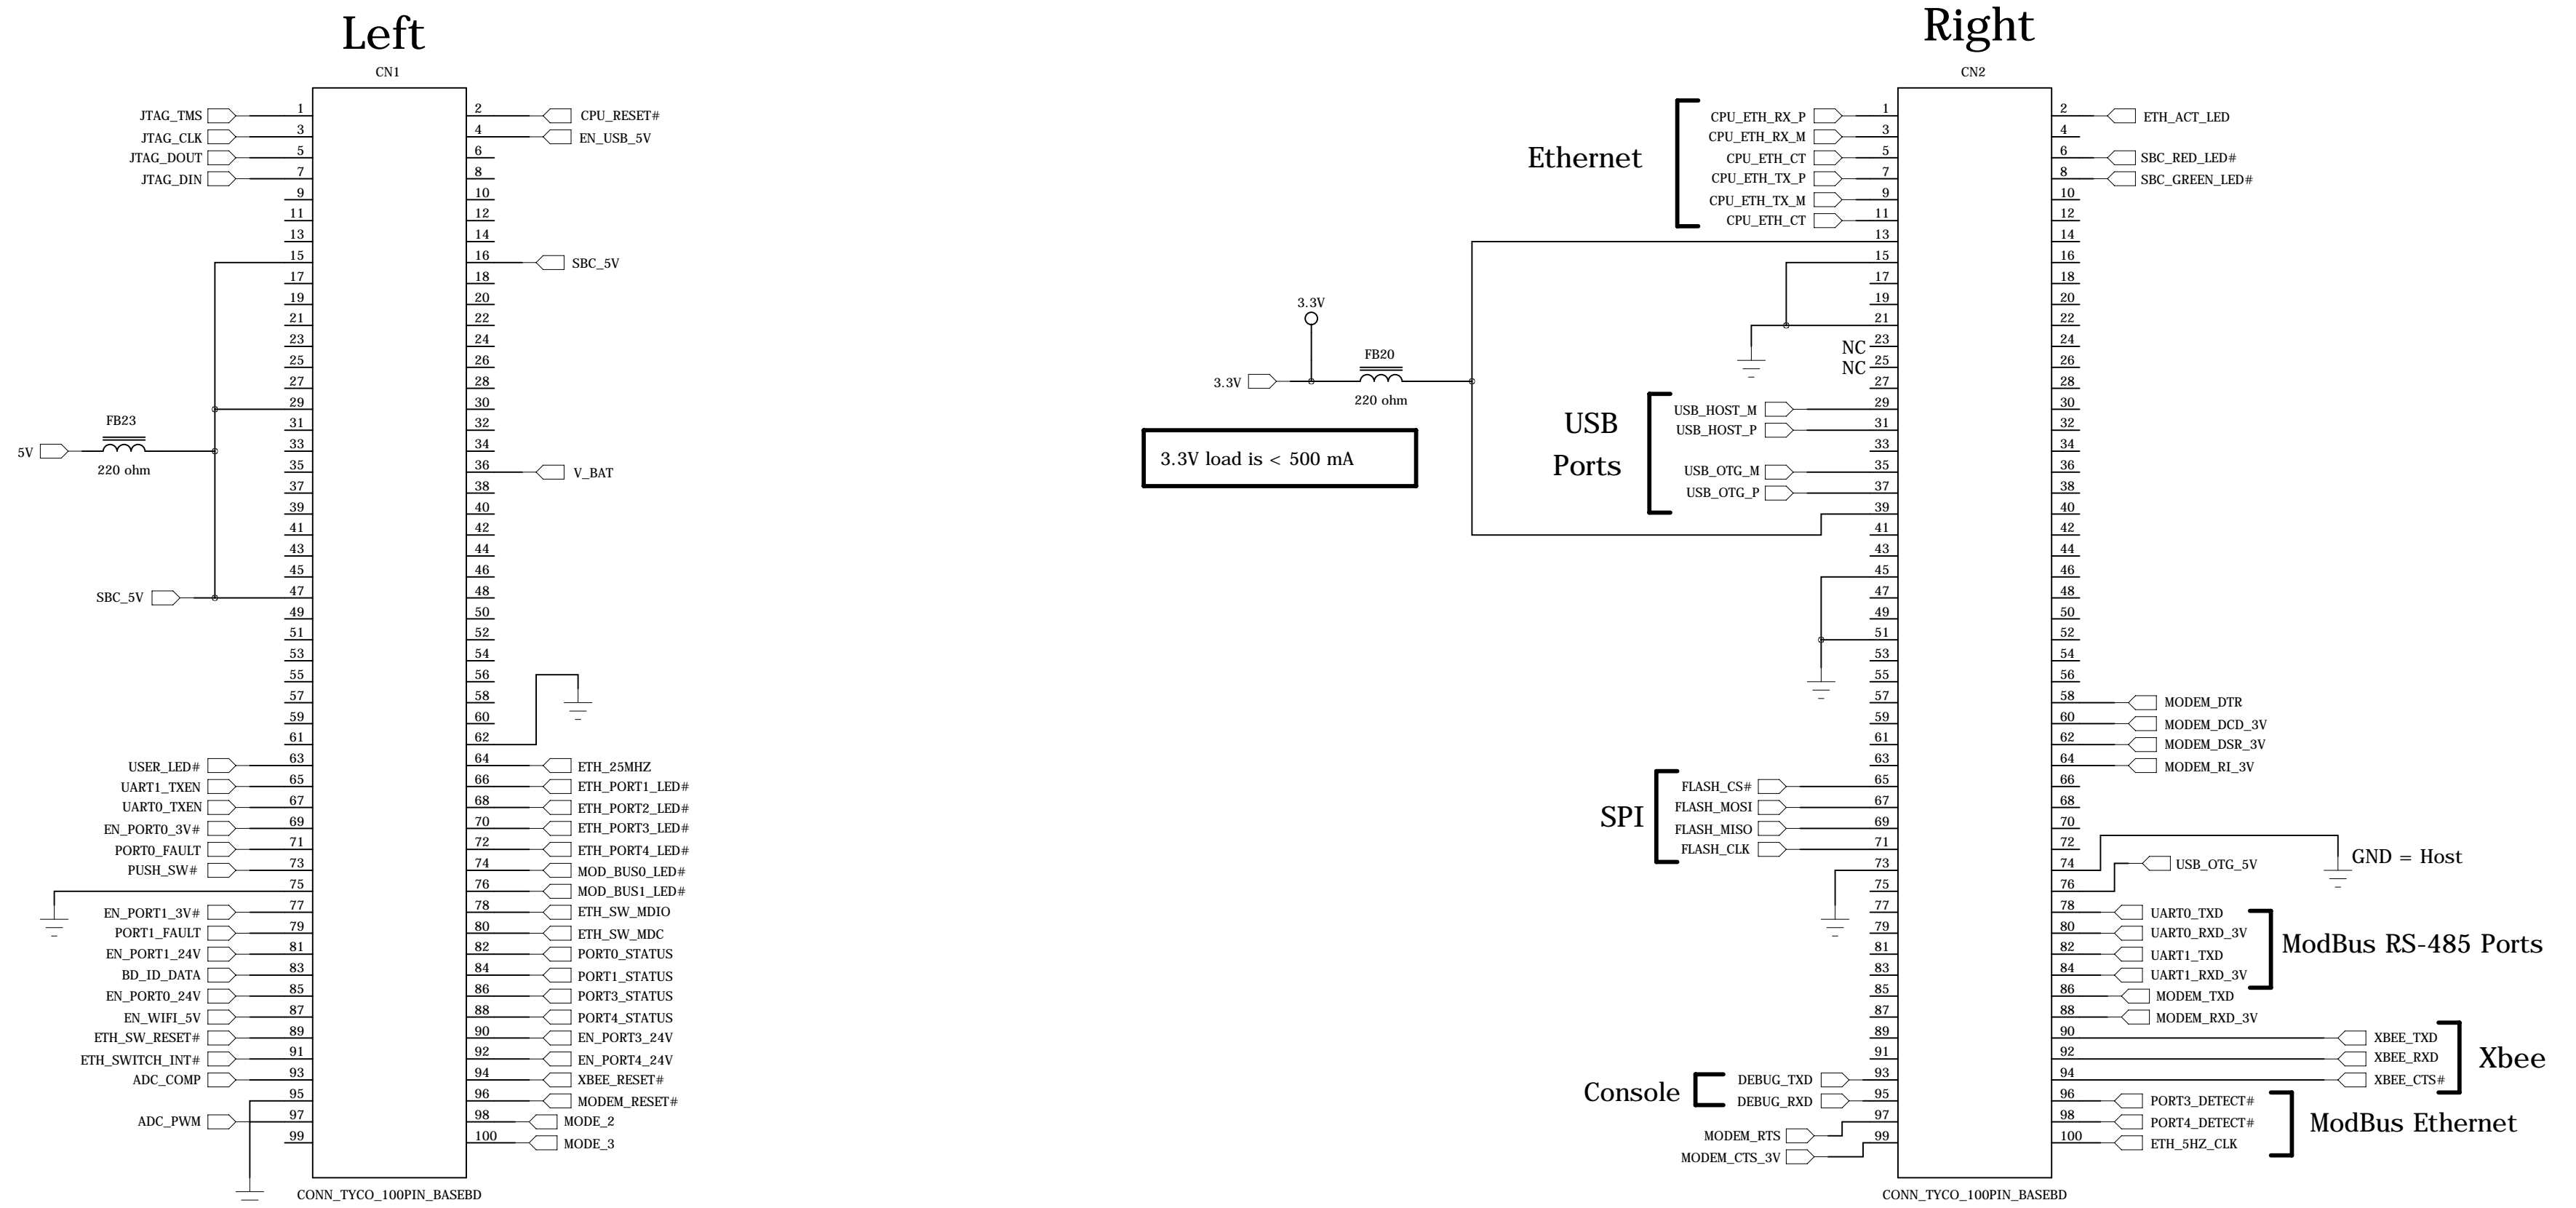 Left
CN1
JTAG_TMS 1 2 CPU_RESET#
JTAG_CLK 3 4 EN_USB_5V
JTAG_DOUT 5 6
JTAG_DIN 7 8
9 10
11 12
13 14
15 16 SBC_5V
17 18
19 20
21 22
23 24
25 26
27 28
29 30
FB23
31 32
5V
33 34
220 ohm
35 36 V_BAT
37 38
39 40
41 42
43 44
45 46
SBC_5V 47 48
49 50
51 52
53 54
55 56
57 58
59 60
61 62
USER_LED# 63 64 ETH_25MHZ
UART1_TXEN 65 66 ETH_PORT1_LED#
UART0_TXEN 67 68 ETH_PORT2_LED#
EN_PORT0_3V# 69 70 ETH_PORT3_LED#
PORT0_FAULT 71 72 ETH_PORT4_LED#
PUSH_SW# 73 74 MOD_BUS0_LED#
75 76 MOD_BUS1_LED#
EN_PORT1_3V# 77 78 ETH_SW_MDIO
PORT1_FAULT 79 80 ETH_SW_MDC
EN_PORT1_24V 81 82 PORT0_STATUS
BD_ID_DATA 83 84 PORT1_STATUS
EN_PORT0_24V 85 86 PORT3_STATUS
EN_WIFI_5V 87 88 PORT4_STATUS
ETH_SW_RESET# 89 90 EN_PORT3_24V
ETH_SWITCH_INT# 91 92 EN_PORT4_24V
ADC_COMP 93 94 XBEE_RESET#
95 96 MODEM_RESET#
ADC_PWM 97 98 MODE_2
99 100 MODE_3
CONN_TYCO_100PIN_BASEBD
Right
CN2
CPU_ETH_RX_P 1 2 ETH_ACT_LED
CPU_ETH_RX_M 3 4
Ethernet
CPU_ETH_CT 5 6 SBC_RED_LED#
CPU_ETH_TX_P 7 8 SBC_GREEN_LED#
CPU_ETH_TX_M 9 10
CPU_ETH_CT 11 12
13 14
15 16
17 18
19 20
3.3V
21 22
NC 23 24
FB20
NC 25 26
3.3V
27 28
220 ohm
USB
Ports
USB_HOST_M 29 30
USB_HOST_P 31 32
33 34
3.3V load is < 500 mA
USB_OTG_M 35 36
USB_OTG_P 37 38
39 40
41 42
43 44
45 46
47 48
49 50
51 52
53 54
55 56
57 58 MODEM_DTR
59 60 MODEM_DCD_3V
61 62 MODEM_DSR_3V
63 64 MODEM_RI_3V
SPI
FLASH_CS# 65 66
FLASH_MOSI 67 68
FLASH_MISO 69 70
FLASH_CLK 71 72
73 74 GND = Host
75 76 USB_OTG_5V
77 78 UART0_TXD
79 80 UART0_RXD_3V
ModBus RS-485 Ports
81 82 UART1_TXD
83 84 UART1_RXD_3V
85 86 MODEM_TXD
87 88 MODEM_RXD_3V
89 90 XBEE_TXD
91 92 XBEE_RXD
Xbee
Console
DEBUG_TXD 93 94 XBEE_CTS#
DEBUG_RXD 95 96 PORT3_DETECT#
MODEM_RTS 97 98 PORT4_DETECT#
ModBus Ethernet
MODEM_CTS_3V 99 100 ETH_5HZ_CLK
CONN_TYCO_100PIN_BASEBD